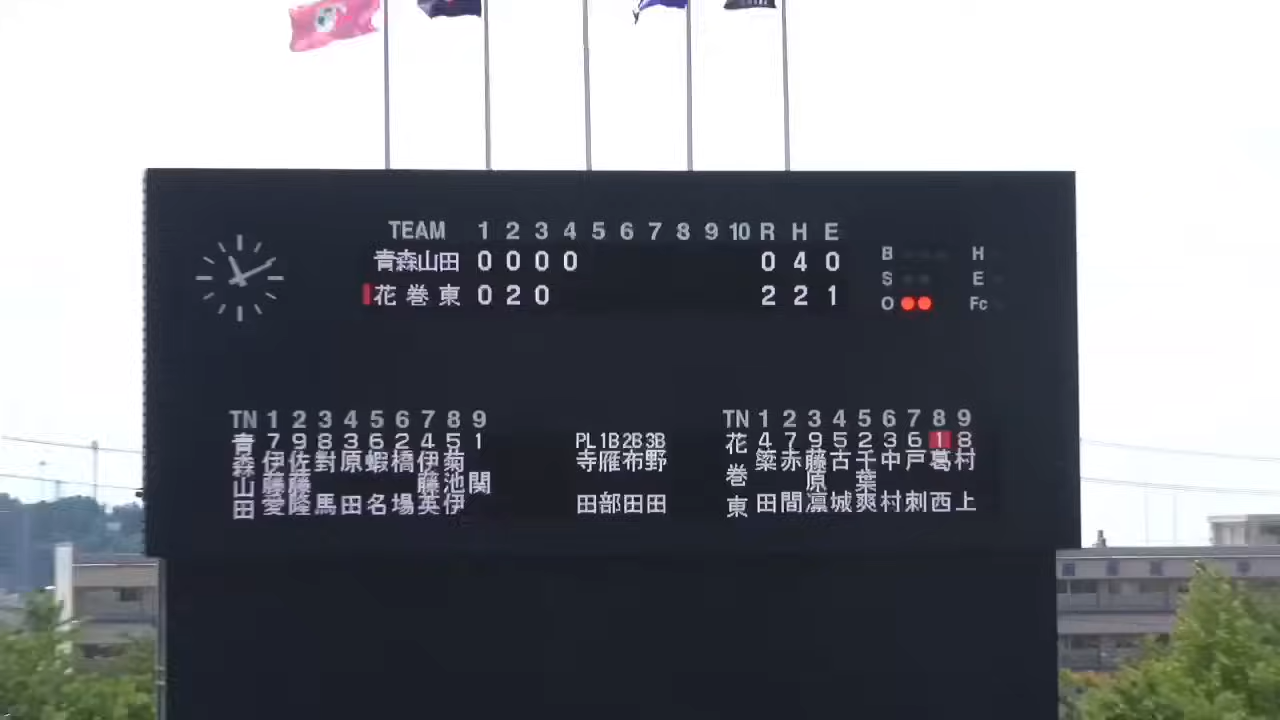 TEAM 1 2 3 4 5 6 7 8 9 10 R H E
青森山田 0 0 0 0 0 4 0
花巻東 0 2 0 2 2 1
B H
S E
O Fc
TN 1 2 3 4 5 6 7 8 9
青森山田
7 伊藤愛
9 佐藤隆
8 對馬
3 原田
6 蝦名
2 橋場
4 伊藤英
5 菊池伊
1 関
PL 1B 2B 3B
寺田 雁部 布田 野田
TN 1 2 3 4 5 6 7 8 9
花巻東
4 簗田
7 赤間
9 藤原凛
5 古城
2 千葉爽
3 中村
6 戸刺
1 葛西
8 村上